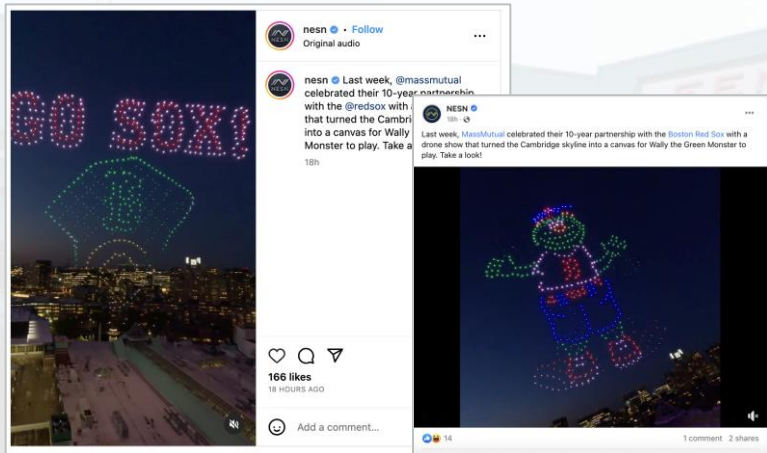 GO SOX!
nesn • Follow
Original audio
nesn Last week, @massmutual
celebrated their 10-year partnership
with the @redsox with
that turned the Cambri
into a canvas for Wally
Monster to play. Take a
18h
166 likes
18 HOURS AGO
Add a comment...
NESN
18h
Last week, MassMutual celebrated their 10-year partnership with the Boston Red Sox with a
drone show that turned the Cambridge skyline into a canvas for Wally the Green Monster to
play. Take a look!
14
1 comment 2 shares